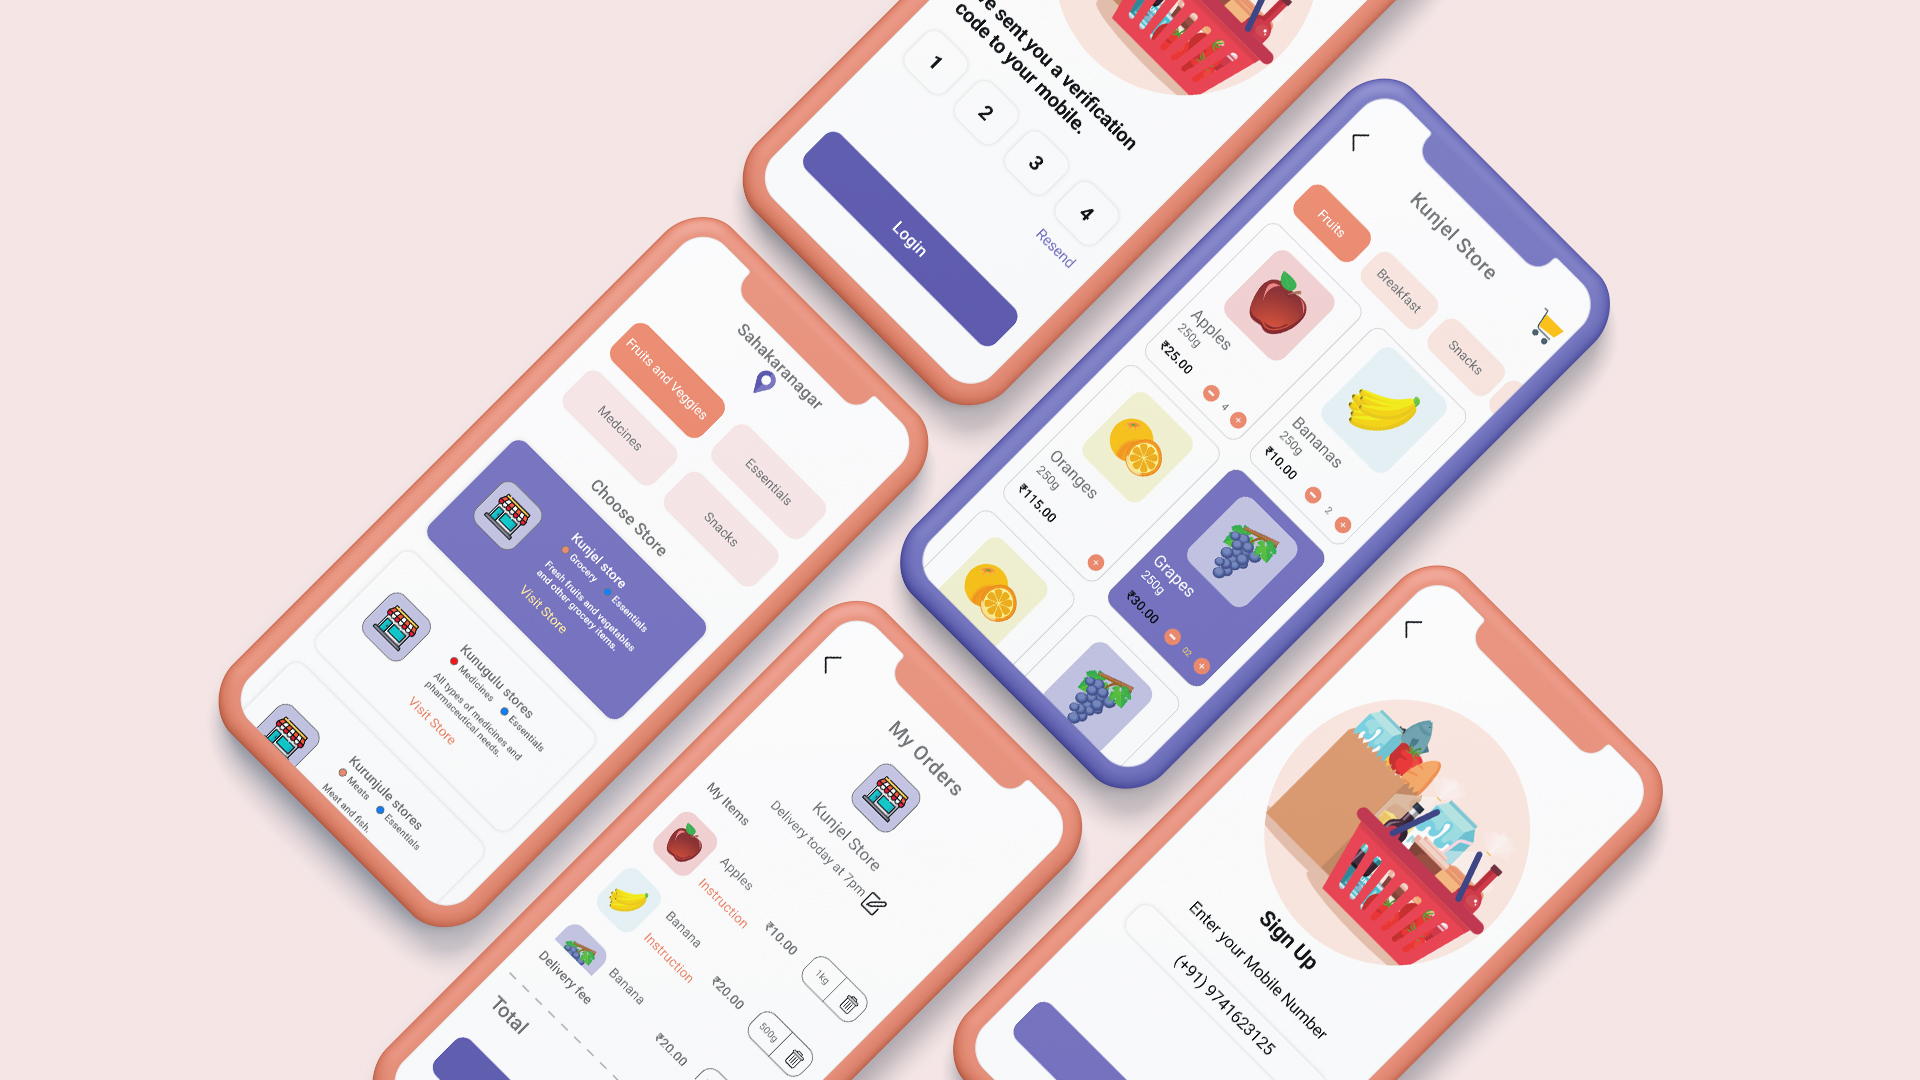 've sent you a verification
code to your mobile.
1
2
3
4
Resend
Login
Kunjel Store
Fruits
Breakfast
Snacks
Apples
250g
₹25.00
4
Bananas
250g
₹10.00
2
Oranges
250g
₹115.00
Grapes
250g
₹30.00
02
Sahakaranagar
Fruits and Veggies
Essentials
Medcines
Snacks
Choose Store
Kunjel store
Grocery
Essentials
Fresh fruits and vegetables
and other grocery items.
Visit Store
Kunugulu stores
Medicines
Essentials
All types of medicines and
pharmaceutical needs.
Visit Store
Kurunjule stores
Meats
Essentials
Meat and fish.
My Orders
Kunjel Store
Delivery today at 7pm
My Items
Apples
Instruction
₹10.00
1kg
Banana
Instruction
₹20.00
500g
Banana
₹20.00
Delivery fee
Total
Sign Up
Enter your Mobile Number
(+91) 9741623125